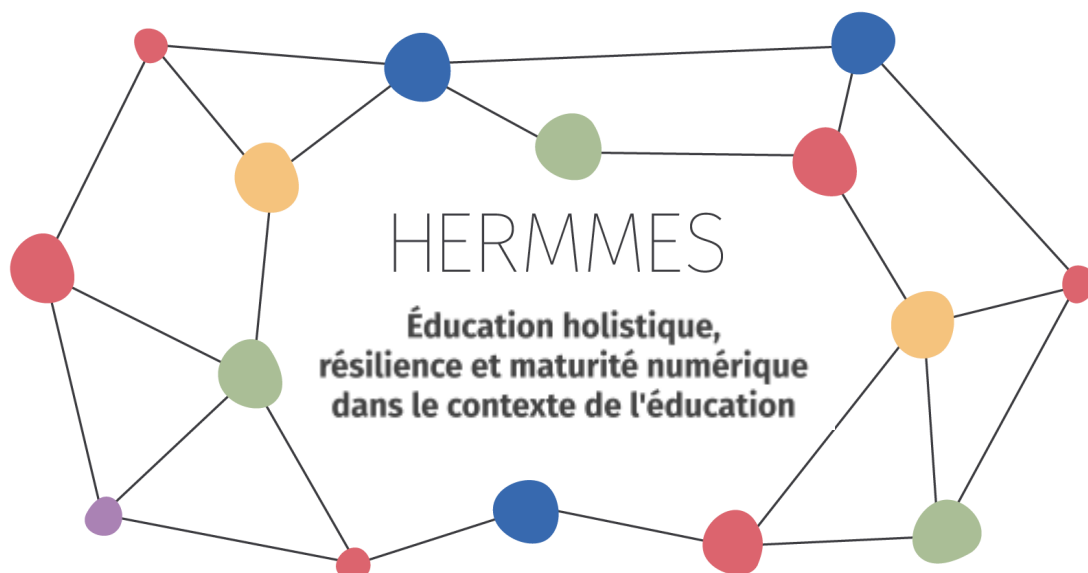 HERMMES
Éducation holistique,
résilience et maturité numérique
dans le contexte de l'éducation